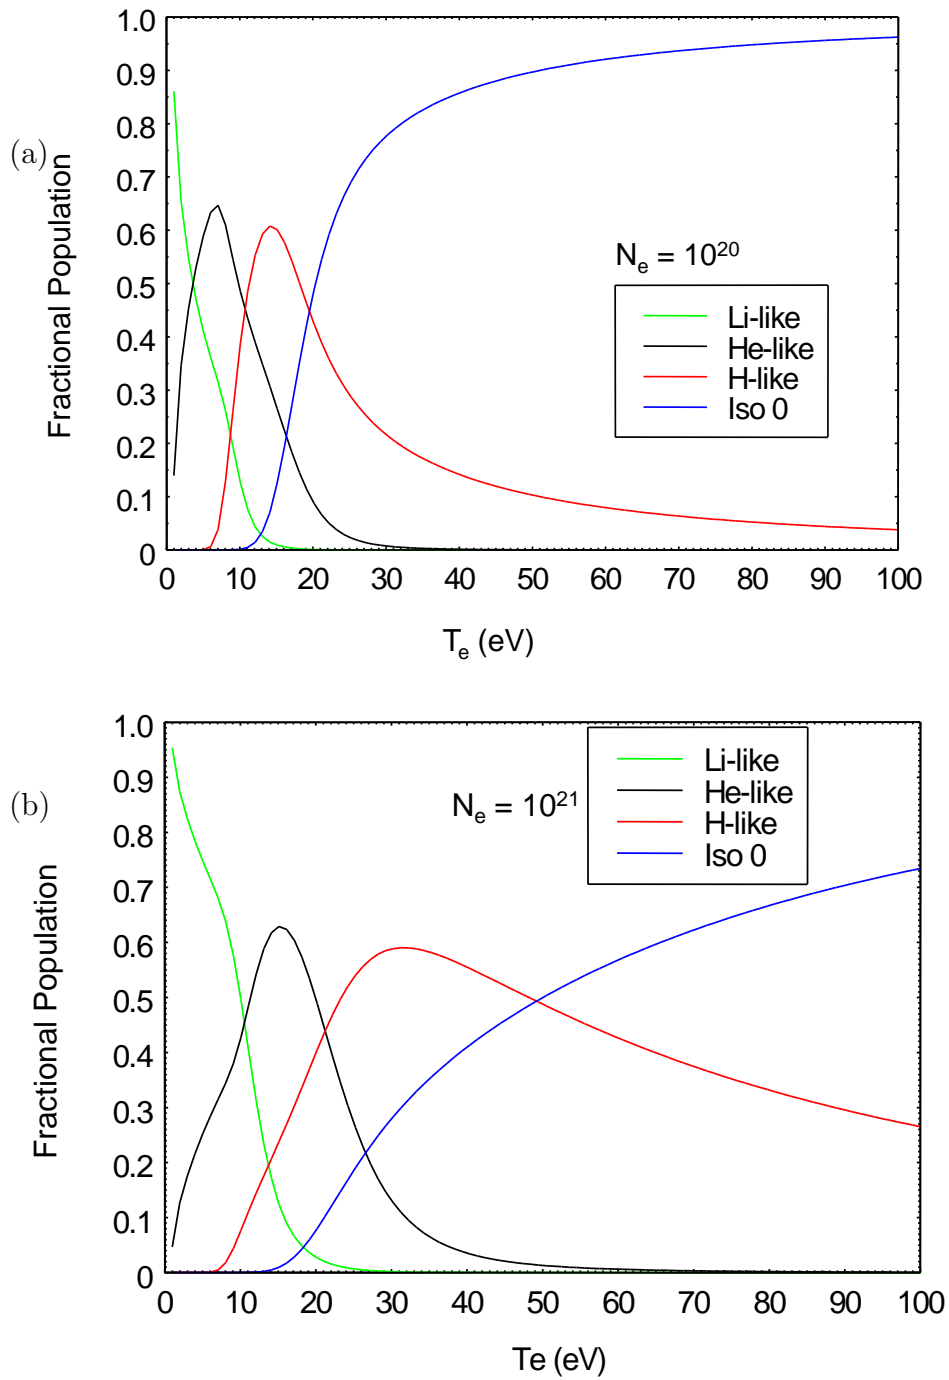 (a)
Fractional Population
1.0
0.9
0.8
0.7
0.6
0.5
0.4
0.3
0.2
0.1
0
N_e = 10^20
Li-like
He-like
H-like
Iso 0
0 10 20 30 40 50 60 70 80 90 100
T_e (eV)
(b)
Fractional Population
1.0
0.9
0.8
0.7
0.6
0.5
0.4
0.3
0.2
0.1
0
N_e = 10^21
Li-like
He-like
H-like
Iso 0
0 10 20 30 40 50 60 70 80 90 100
Te (eV)